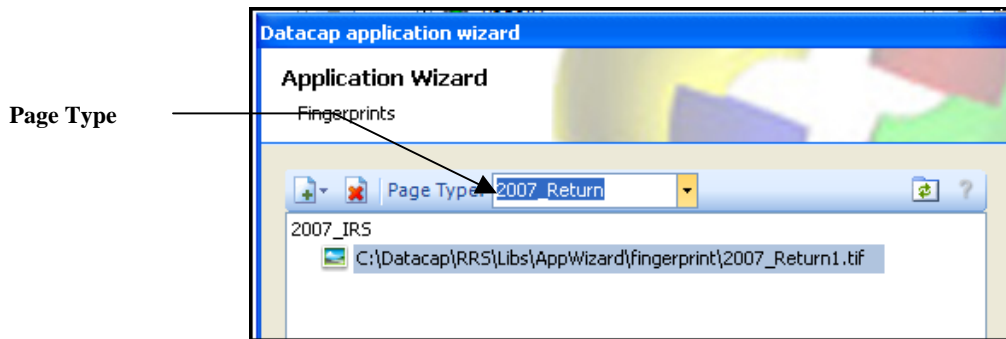 Datacap application wizard
Application Wizard
Fingerprints
Page Type
Page Type: 2007_Return
?
2007_IRS
C:\Datacap\RRS\Libs\AppWizard\fingerprint\2007_Return1.tif